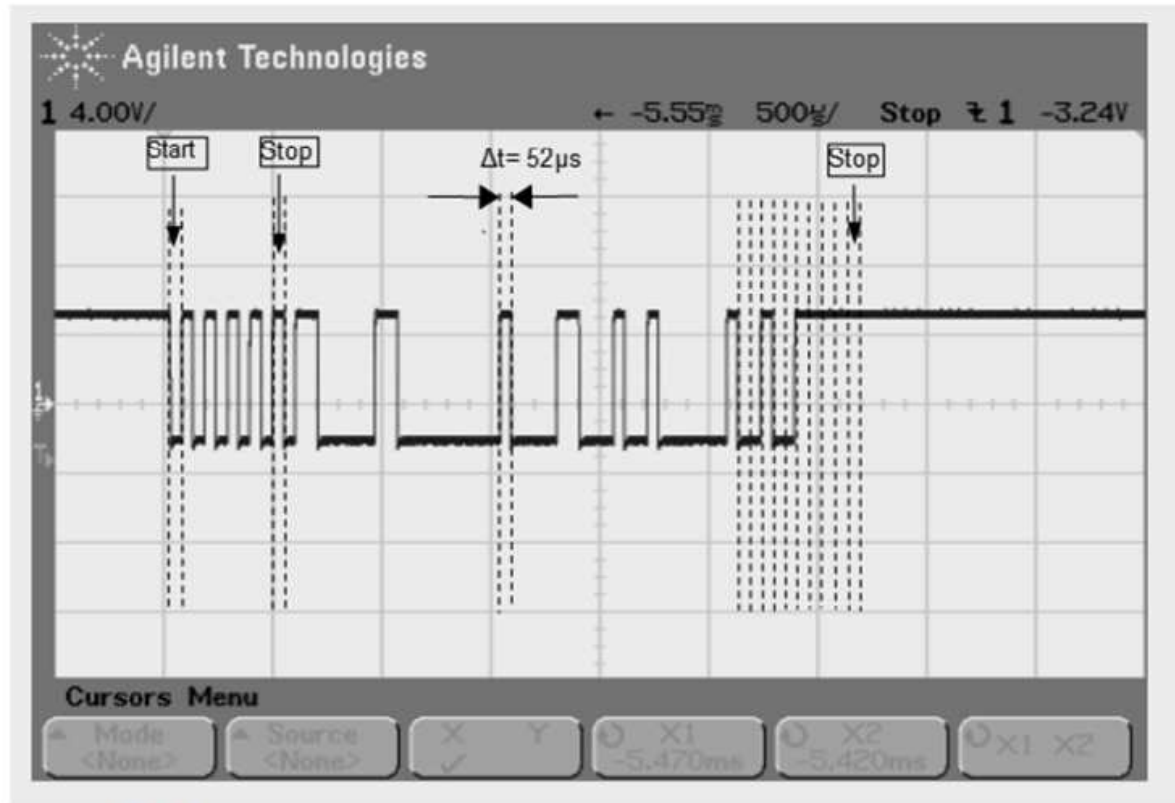 Agilent Technologies
1 4.00V/ ← -5.55ms 500us/ Stop 1 -3.24V
Start Stop Δt= 52μs Stop
Cursors Menu
Mode Source X Y X1 X2 X1 X2
<None> <None> -5.470ms -5.420ms